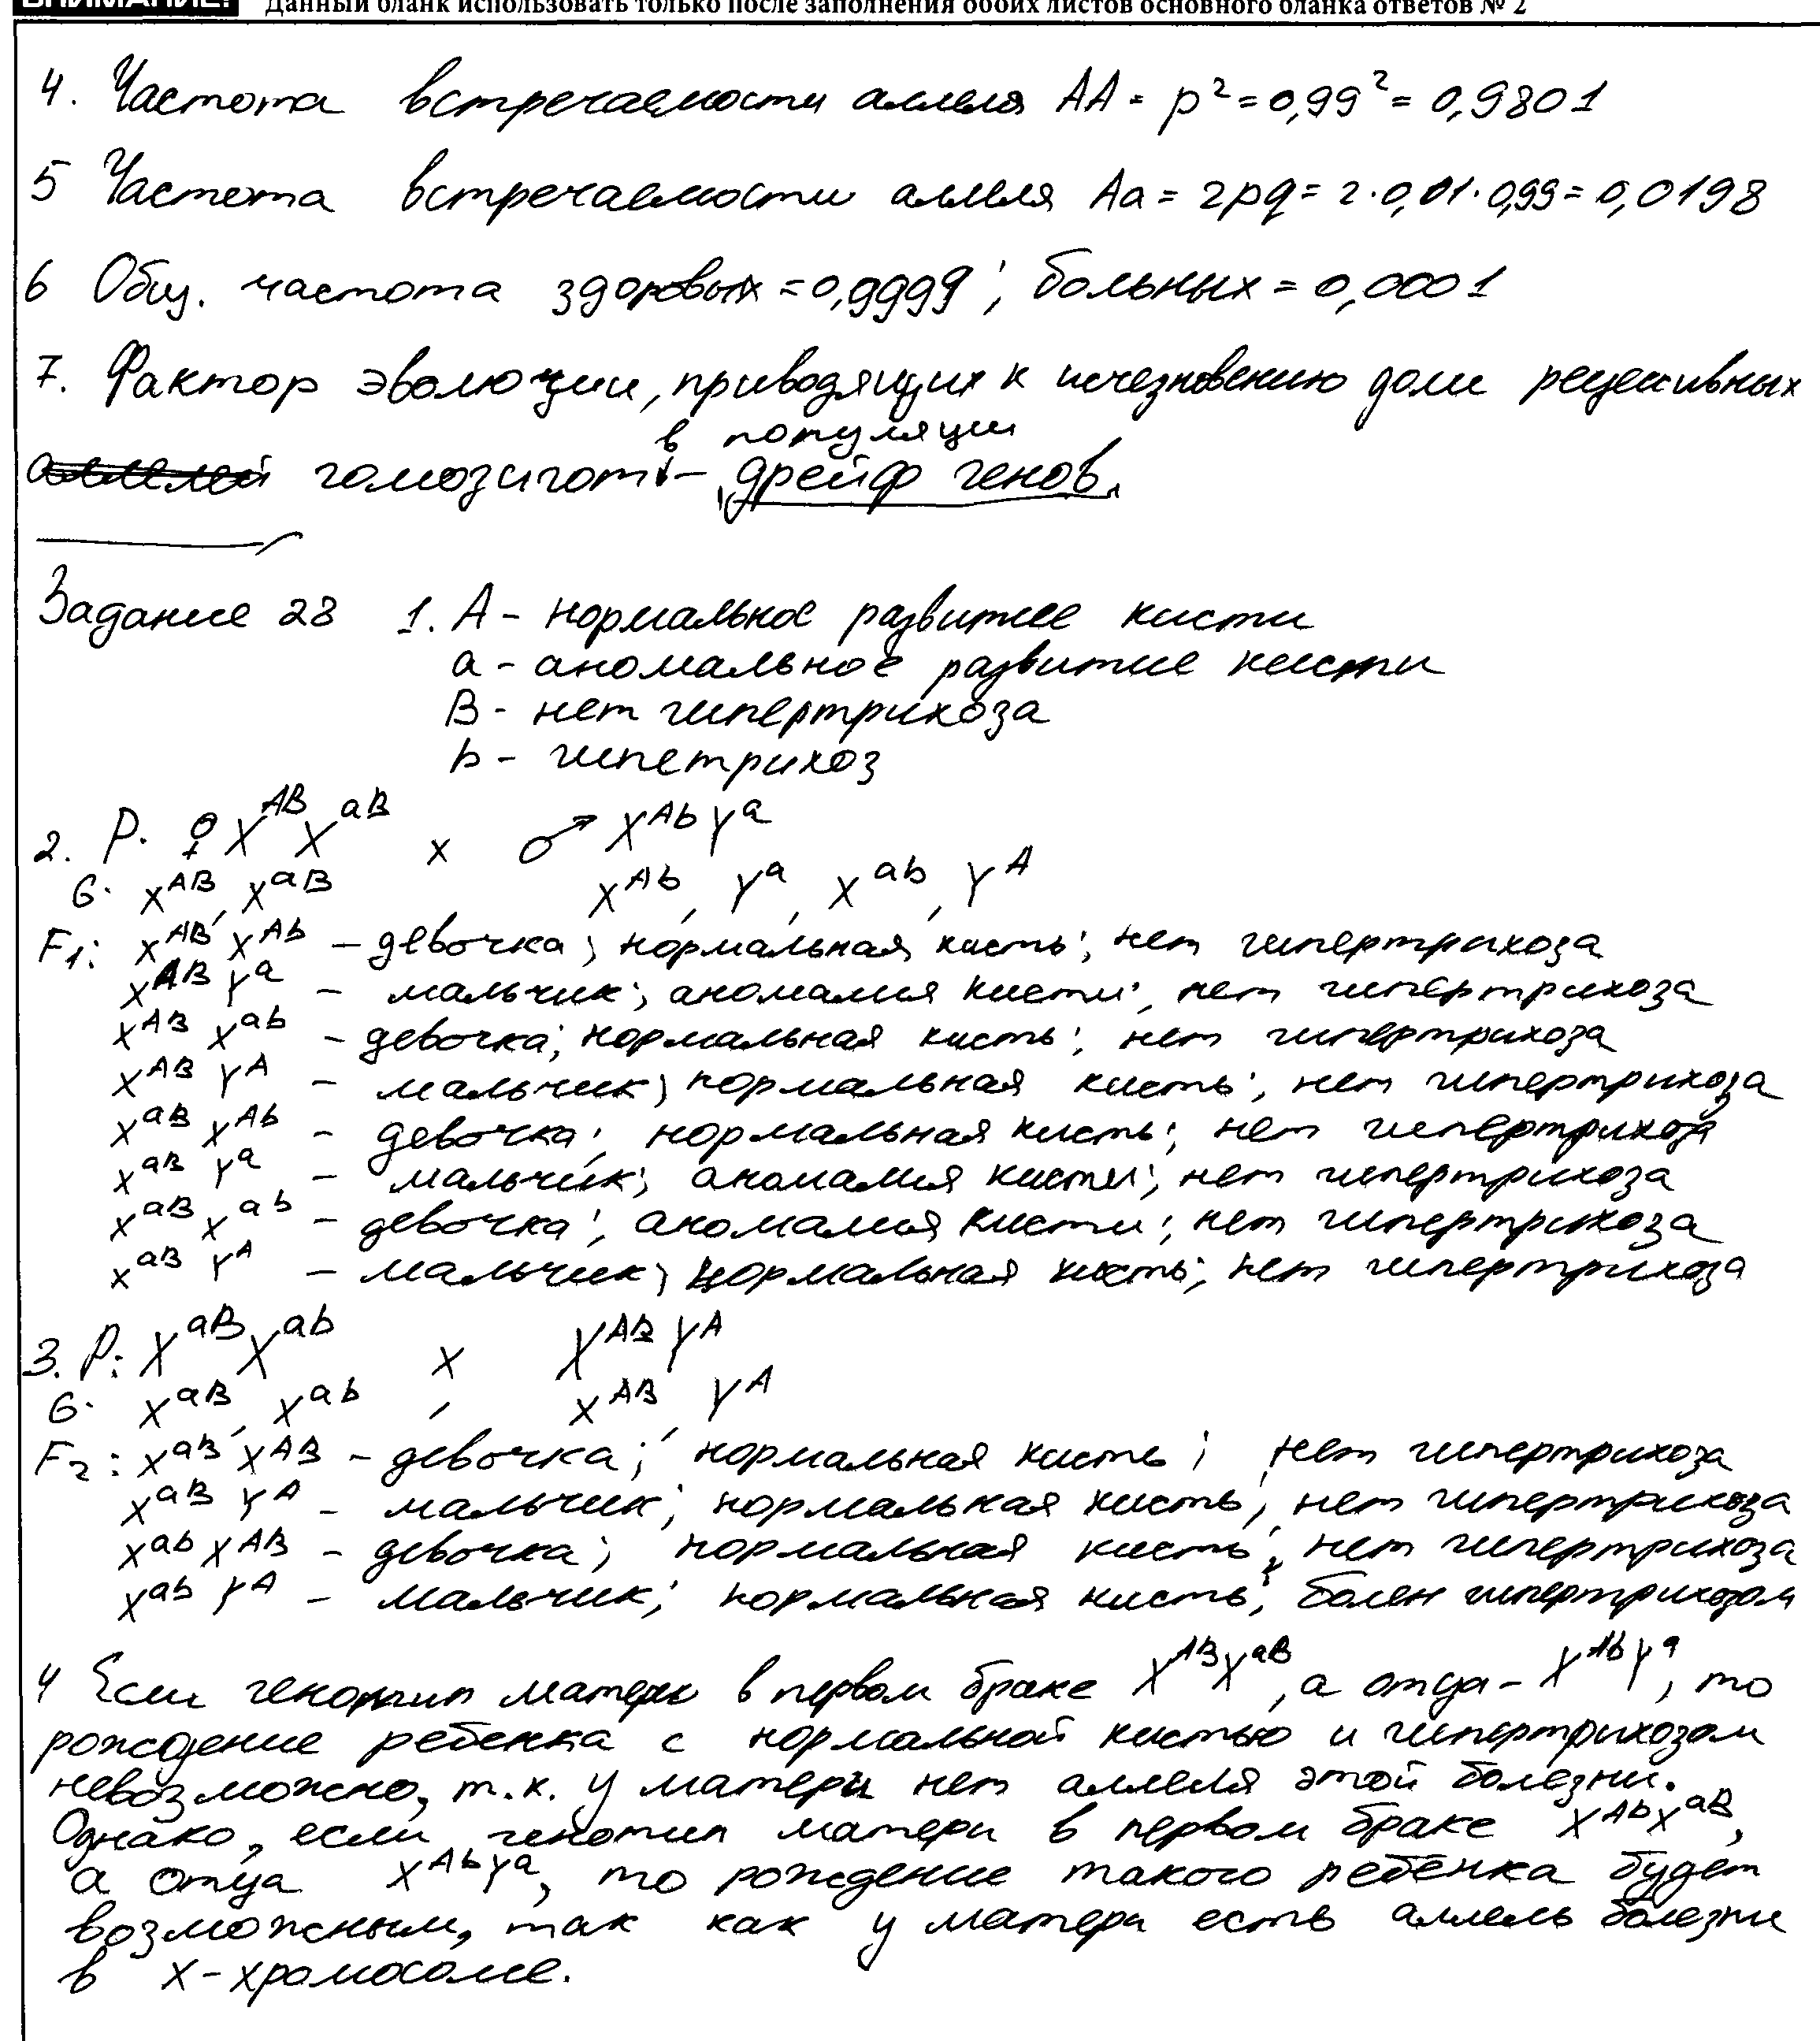 ВНИМАНИЕ! Данный бланк использовать только после заполнения обоих листов основного бланка ответов № 2
4. Частота встречаемости аллеля AA = p² = 0,99² = 0,9801
5 Частота встречаемости аллеля Aa = 2pq = 2·0,01·0,99 = 0,0198
6 Общ. частота здоровых = 0,9999; больных = 0,0001
7. Фактор эволюции, приводящих к исчезновению доли рецессивных
в популяции
аллелей гомозигот – дрейф генов.
Задание 28 1. A - нормальное развитие кисти
a - аномальное развитие кисти
B - нет гипертрихоза
b - гипетрихоз
2. P. ♀ X^AB X^aB x ♂ X^Ab Y^a
G. X^AB, X^aB X^Ab, Y^a, X^ab, Y^A
F1: X^AB X^Ab – девочка; нормальная кисть; нет гипертрихоза
X^AB Y^a – мальчик; аномалия кисти; нет гипертрихоза
X^AB X^ab – девочка; нормальная кисть; нет гипертрихоза
X^AB Y^A – мальчик; нормальная кисть; нет гипертрихоза
X^aB X^Ab – девочка; нормальная кисть; нет гипертрихоза
X^aB Y^a – мальчик; аномалия кисти; нет гипертрихоза
X^aB X^ab – девочка; аномалия кисти; нет гипертрихоза
X^aB Y^A – мальчик; нормальная кисть; нет гипертрихоза
3. P: X^aB X^ab x X^AB Y^A
G. X^aB, X^ab, X^AB, Y^A
F2: X^aB X^AB – девочка; нормальная кисть; нет гипертрихоза
X^aB Y^A – мальчик; нормальная кисть; нет гипертрихоза
X^ab X^AB – девочка; нормальная кисть; нет гипертрихоза
X^ab Y^A – мальчик; нормальная кисть; болен гипертрихозом
4 Если генотип матери в первом браке X^AB X^aB, а отца – X^Ab Y^a, то
рождение ребенка с нормальной кистью и гипертрихозом
невозможно, т.к. у матери нет аллеля этой болезни.
Однако, если генотип матери в первом браке X^Ab X^aB,
а отца X^Ab Y^a, то рождение такого ребёнка будет
возможным, так как у матери есть аллель болезни
в X-хромосоме.